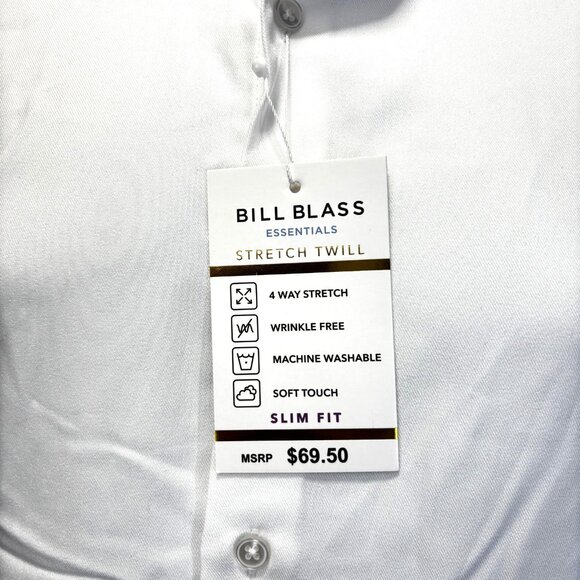 BILL BLASS
ESSENTIALS
STRETCH TWILL
4 WAY STRETCH
WRINKLE FREE
MACHINE WASHABLE
SOFT TOUCH
SLIM FIT
MSRP $69.50